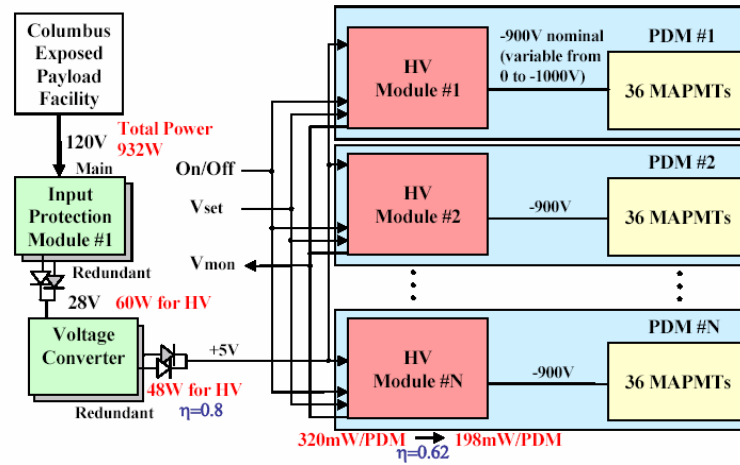 Columbus
Exposed
Payload
Facility
120V
Total Power
932W
Main
Input
Protection
Module #1
Redundant
28V
60W for HV
Voltage
Converter
+5V
48W for HV
Redundant
η=0.8
On/Off
Vset
Vmon
PDM #1
HV
Module #1
-900V nominal
(variable from
0 to -1000V)
36 MAPMTs
PDM #2
HV
Module #2
-900V
36 MAPMTs
PDM #N
HV
Module #N
-900V
36 MAPMTs
320mW/PDM
198mW/PDM
η=0.62